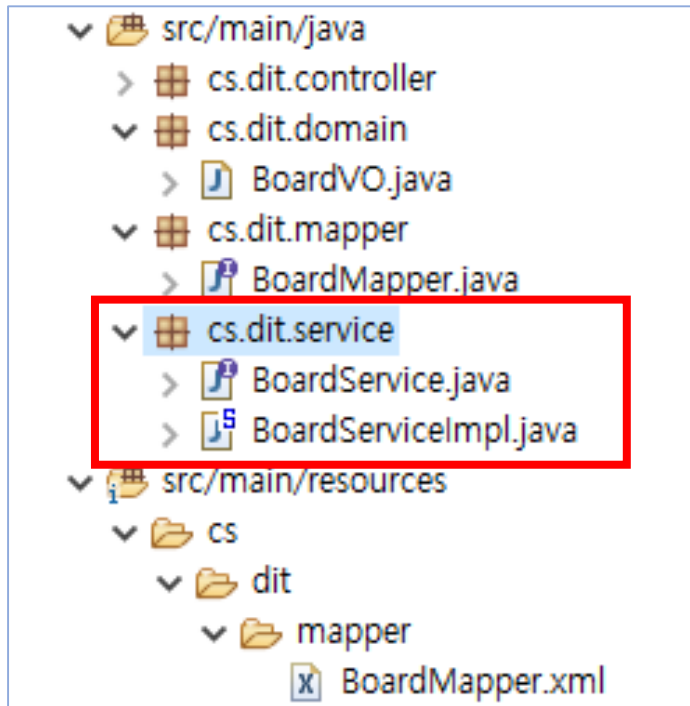 src/main/java
cs.dit.controller
cs.dit.domain
BoardVO.java
cs.dit.mapper
BoardMapper.java
cs.dit.service
BoardService.java
BoardServiceImpl.java
src/main/resources
cs
dit
mapper
BoardMapper.xml